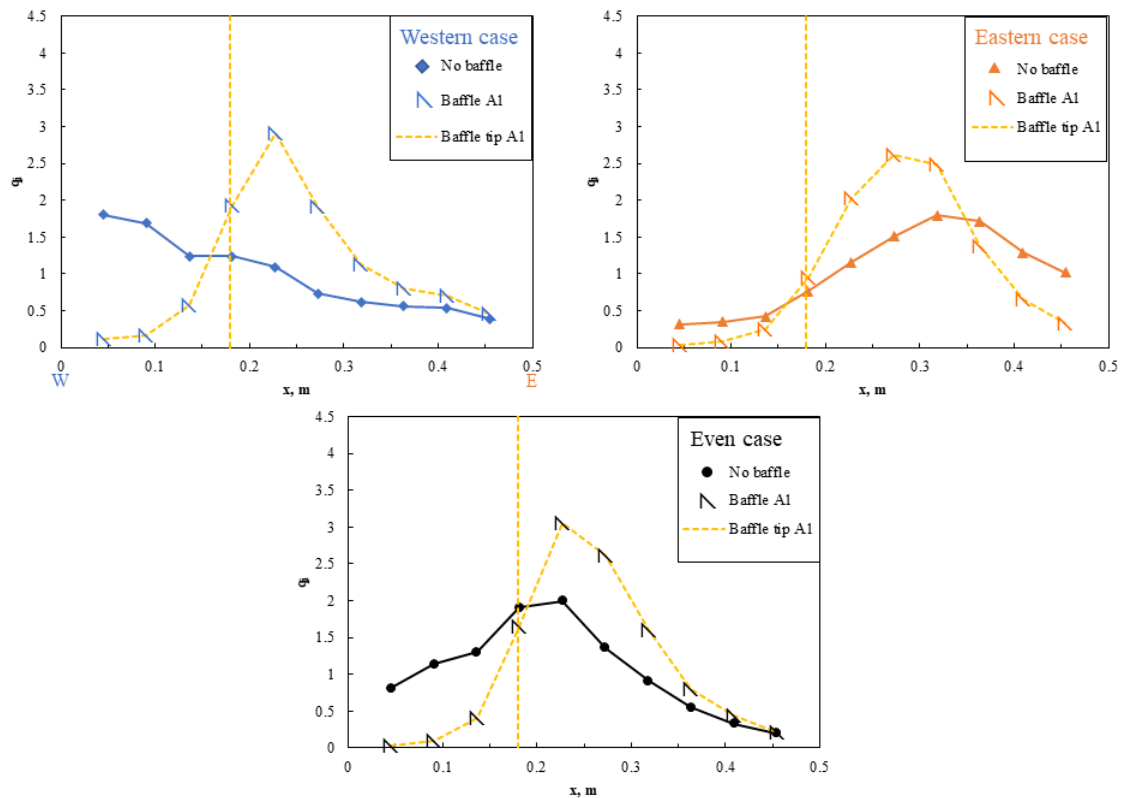 4.5
4
3.5
3
2.5
2
1.5
1
0.5
0
qi
0 0.1 0.2 0.3 0.4 0.5
W E
x, m
Western case
No baffle
Baffle A1
Baffle tip A1
4.5
4
3.5
3
2.5
2
1.5
1
0.5
0
qi
0 0.1 0.2 0.3 0.4 0.5
x, m
Eastern case
No baffle
Baffle A1
Baffle tip A1
4.5
4
3.5
3
2.5
2
1.5
1
0.5
0
qi
0 0.1 0.2 0.3 0.4 0.5
x, m
Even case
No baffle
Baffle A1
Baffle tip A1